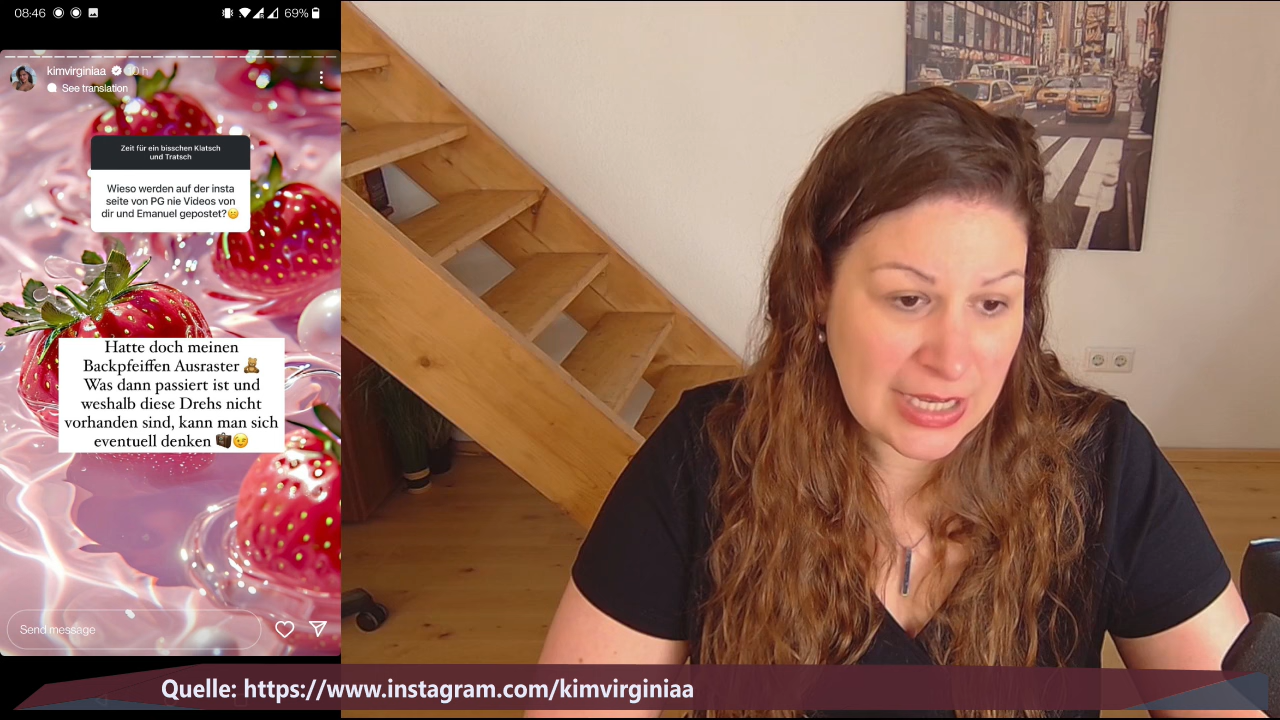 08:46
69%
kimvirginiaa
See translation
Zeit für ein bisschen Klatsch
und Tratsch
Wieso werden auf der insta
seite von PG nie Videos von
dir und Emanuel gepostet?🙁
Hatte doch meinen
Backpfeiffen Ausraster 🧸
Was dann passiert ist und
weshalb diese Drehs nicht
vorhanden sind, kann man sich
eventuell denken 🧳😉
Send message
Quelle: https://www.instagram.com/kimvirginiaa